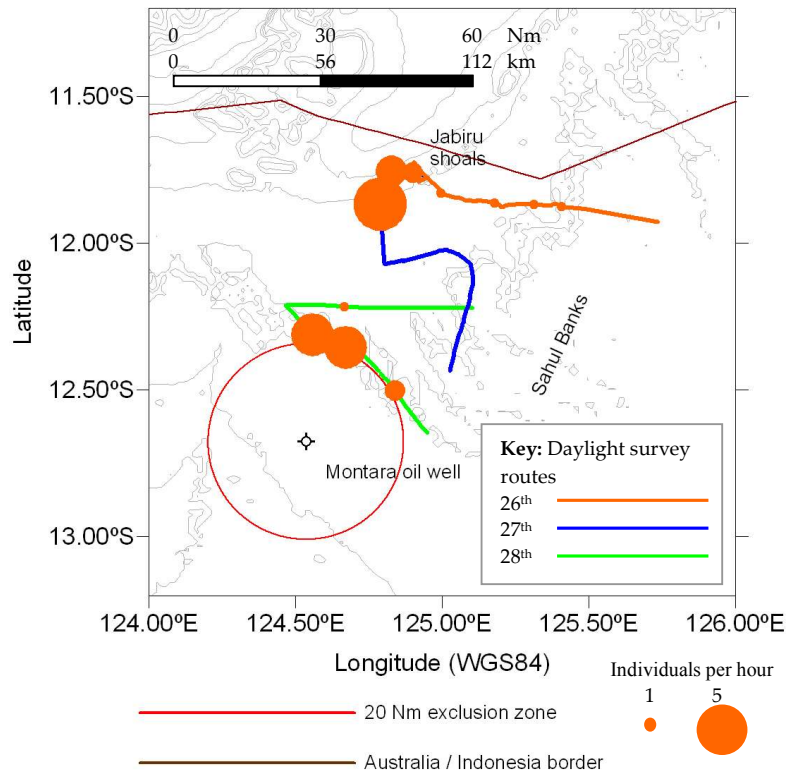 0 30 60 Nm
0 56 112 km
11.50ºS
12.00ºS
12.50ºS
13.00ºS
Latitude
Jabiru
shoals
Sahul Banks
Montara oil well
Key: Daylight survey
routes
26th
27th
28th
124.00ºE 124.50ºE 125.00ºE 125.50ºE 126.00ºE
Longitude (WGS84)
Individuals per hour
1 5
20 Nm exclusion zone
Australia / Indonesia border